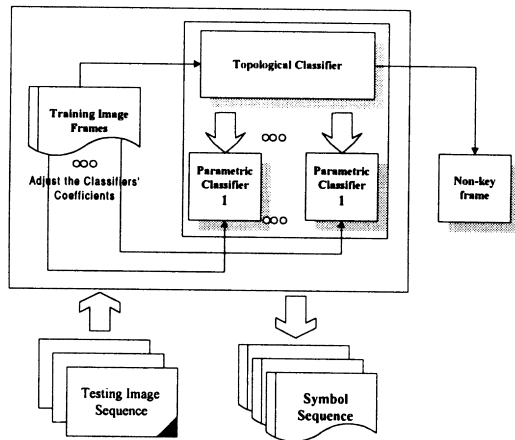 Topological Classifier
Training Image
Frames
Adjust the Classifiers'
Coefficients
Parametric
Classifier
1
Parametric
Classifier
1
Non-key
frame
Testing Image
Sequence
Symbol
Sequence